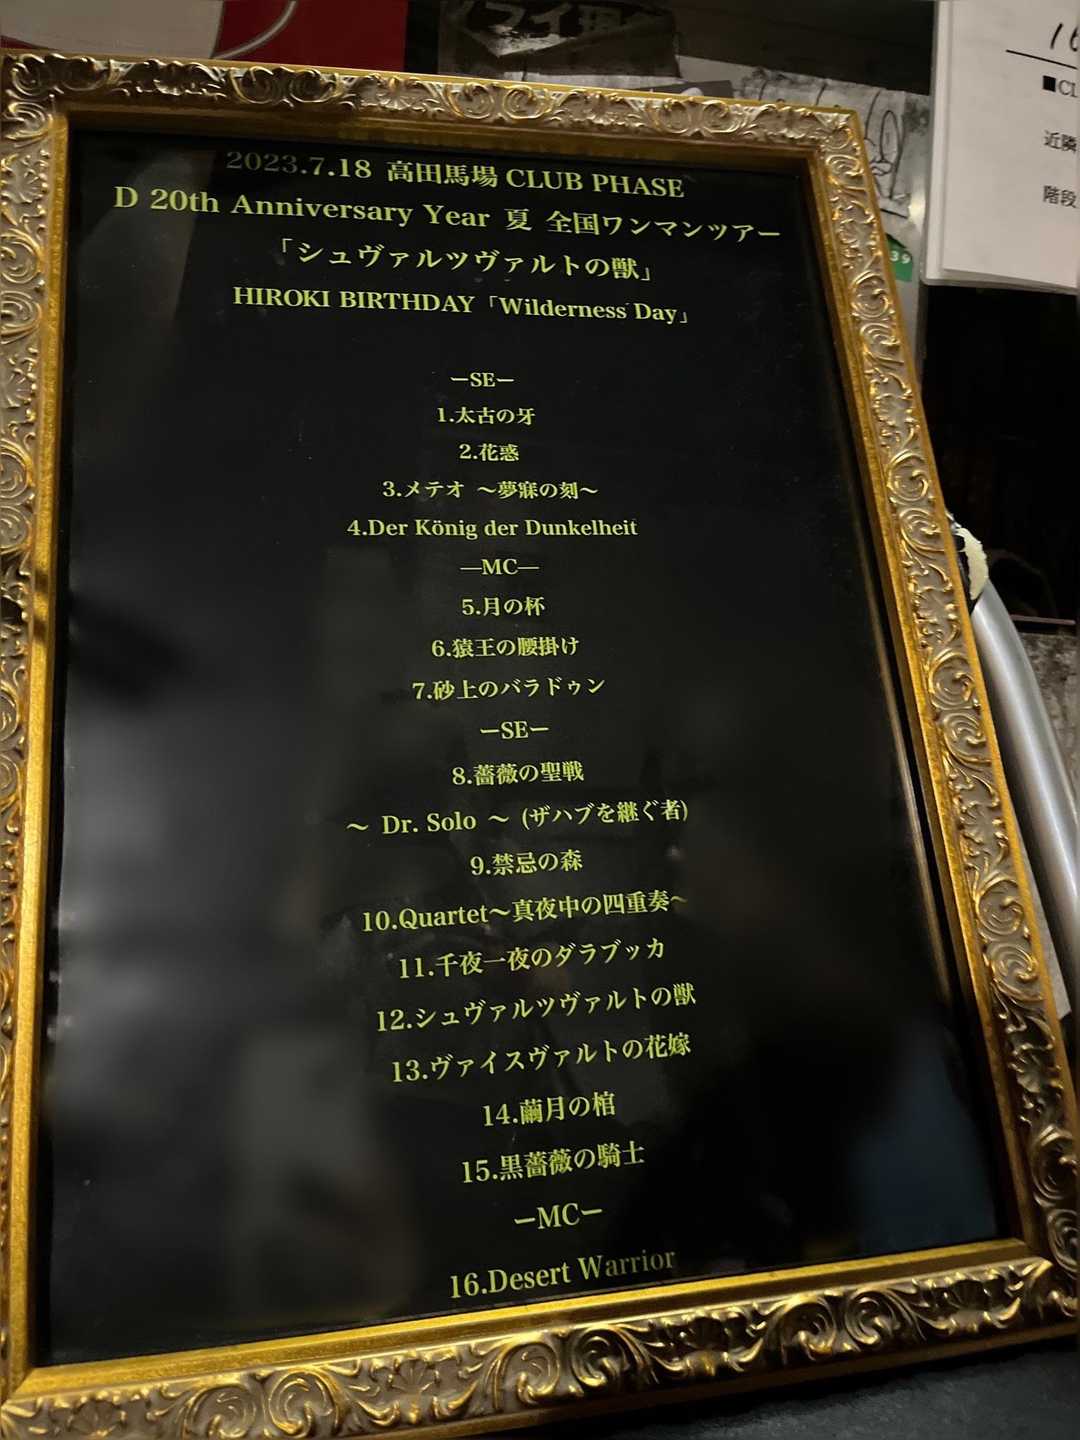 2023.7.18 高田馬場 CLUB PHASE
D 20th Anniversary Year 夏 全国ワンマンツアー
「シュヴァルツヴァルトの獣」
HIROKI BIRTHDAY「Wilderness Day」
ーSEー
1.太古の牙
2.花惑
3.メテオ ～夢寐の刻～
4.Der König der Dunkelheit
―MC―
5.月の杯
6.猿王の腰掛け
7.砂上のバラドゥン
ーSEー
8.薔薇の聖戦
～ Dr. Solo ～ (ザハブを継ぐ者)
9.禁忌の森
10.Quartet～真夜中の四重奏～
11.千夜一夜のダラブッカ
12.シュヴァルツヴァルトの獣
13.ヴァイスヴァルトの花嫁
14.繭月の棺
15.黒薔薇の騎士
ーMCー
16.Desert Warrior
16
■CL
近隣
階段
39